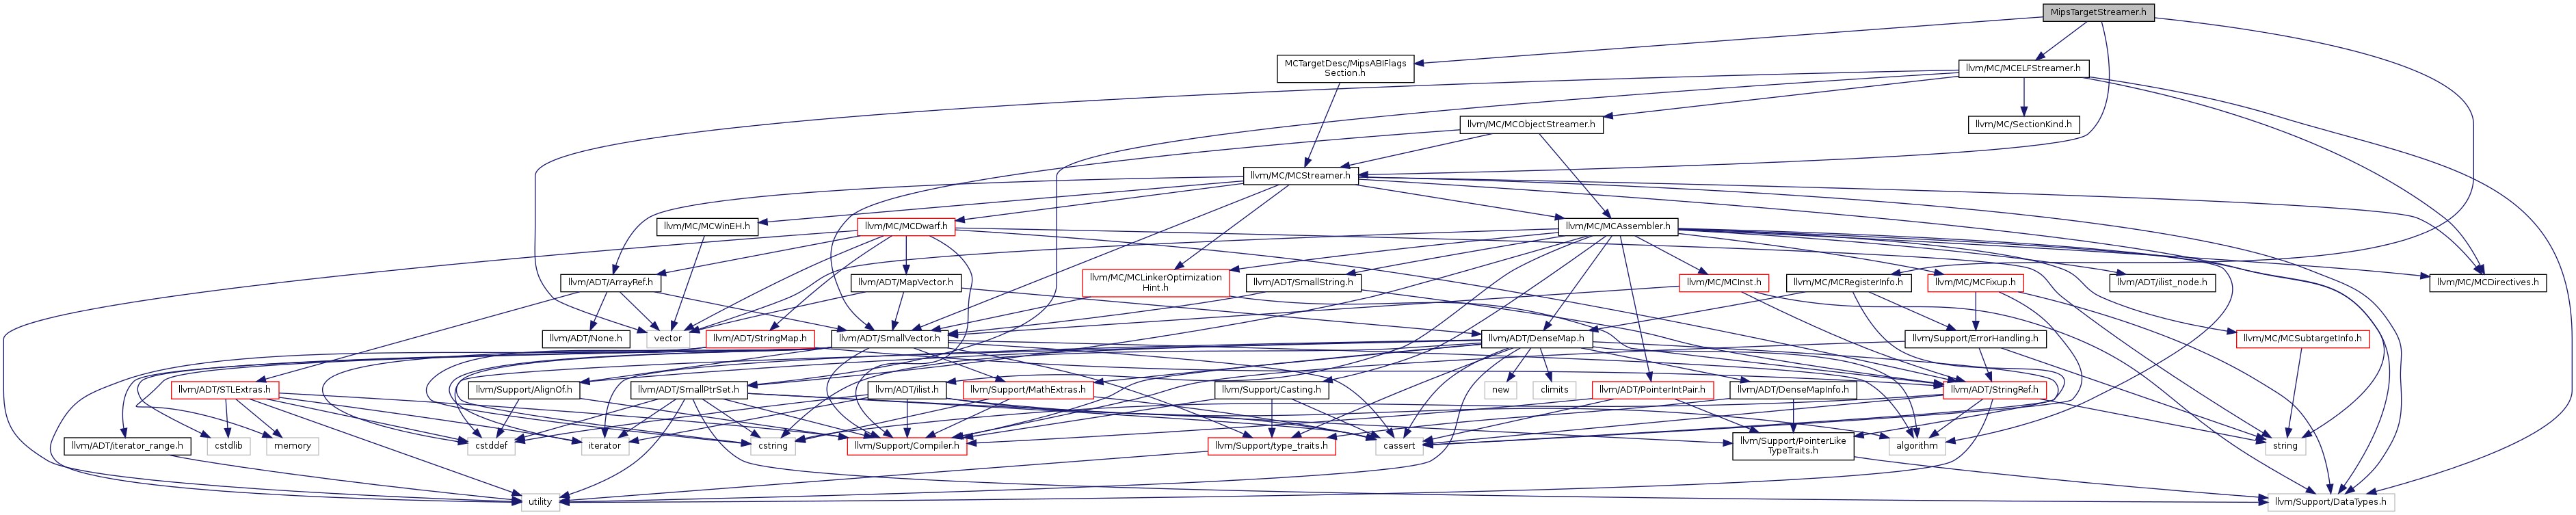 MipsTargetStreamer.h
MCTargetDesc/MipsABIFlags
Section.h
llvm/MC/MCELFStreamer.h
llvm/MC/MCObjectStreamer.h
llvm/MC/SectionKind.h
llvm/MC/MCStreamer.h
llvm/MC/MCWinEH.h
llvm/MC/MCDwarf.h
llvm/MC/MCAssembler.h
llvm/ADT/ArrayRef.h
llvm/ADT/MapVector.h
llvm/MC/MCLinkerOptimization
Hint.h
llvm/ADT/SmallString.h
llvm/MC/MCInst.h
llvm/MC/MCRegisterInfo.h
llvm/MC/MCFixup.h
llvm/ADT/ilist_node.h
llvm/MC/MCDirectives.h
llvm/ADT/None.h
vector
llvm/ADT/StringMap.h
llvm/ADT/SmallVector.h
llvm/ADT/DenseMap.h
llvm/Support/ErrorHandling.h
llvm/MC/MCSubtargetInfo.h
llvm/ADT/STLExtras.h
llvm/Support/AlignOf.h
llvm/ADT/SmallPtrSet.h
llvm/ADT/ilist.h
llvm/Support/MathExtras.h
llvm/Support/Casting.h
new
climits
llvm/ADT/PointerIntPair.h
llvm/ADT/DenseMapInfo.h
llvm/ADT/StringRef.h
llvm/ADT/iterator_range.h
cstdlib
memory
cstddef
iterator
cstring
llvm/Support/Compiler.h
llvm/Support/type_traits.h
cassert
llvm/Support/PointerLike
TypeTraits.h
algorithm
string
utility
llvm/Support/DataTypes.h